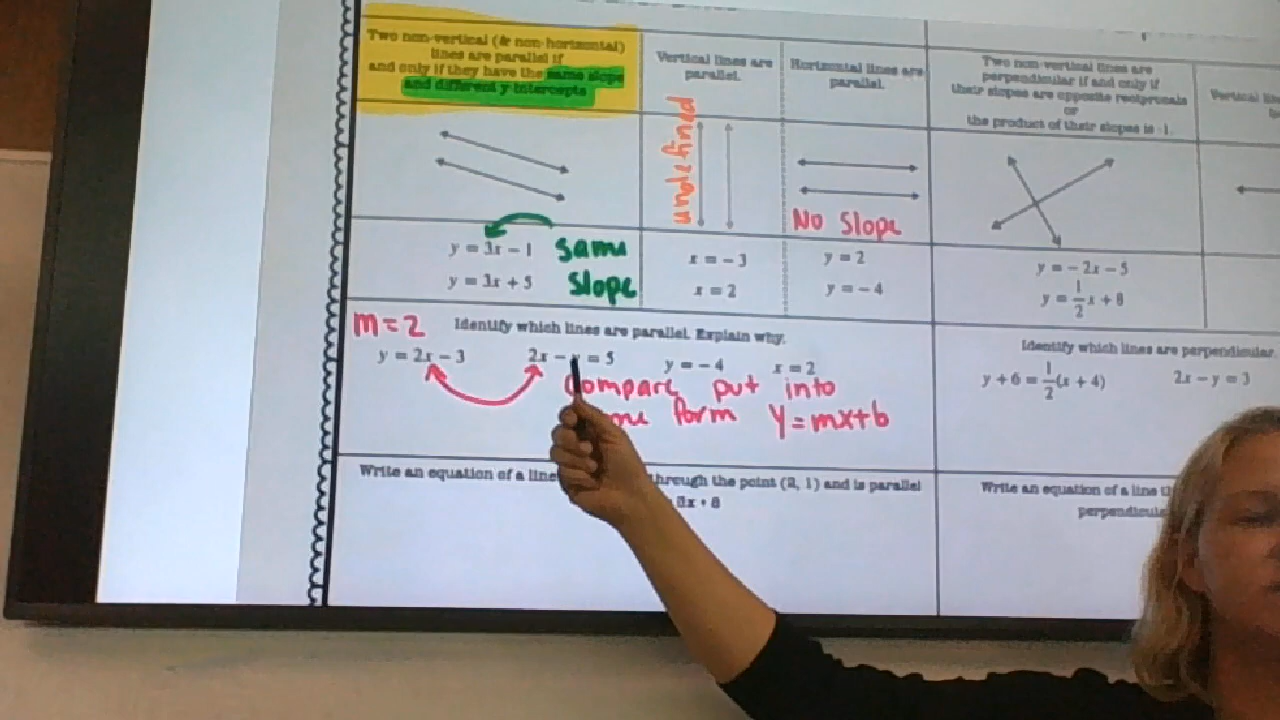 Two non-vertical (& non-horizontal)
lines are parallel if
and only if they have the same slope
and different y-intercepts
Vertical lines are
parallel.
Horizontal lines are
parallel.
Two non-vertical lines are
perpendicular if and only if
their slopes are opposite reciprocals
or
the product of their slopes is -1.
Vertical
undefined
No Slope
y = 3x - 1
y = 3x + 5
same
slope
x = -3
x = 2
y = 2
y = -4
y = -2x - 5
y = 1/2 x + 8
m = 2
Identify which lines are parallel. Explain why.
y = 2x - 3
2x - y = 5
y = -4
x = 2
Compare put into
form y=mx+b
Identify which lines are perpendicular.
y + 6 = 1/2 (x + 4)
2x - y = 3
Write an equation of a line through the point (2, 1) and is parallel
3x + 8
Write an equation of a line